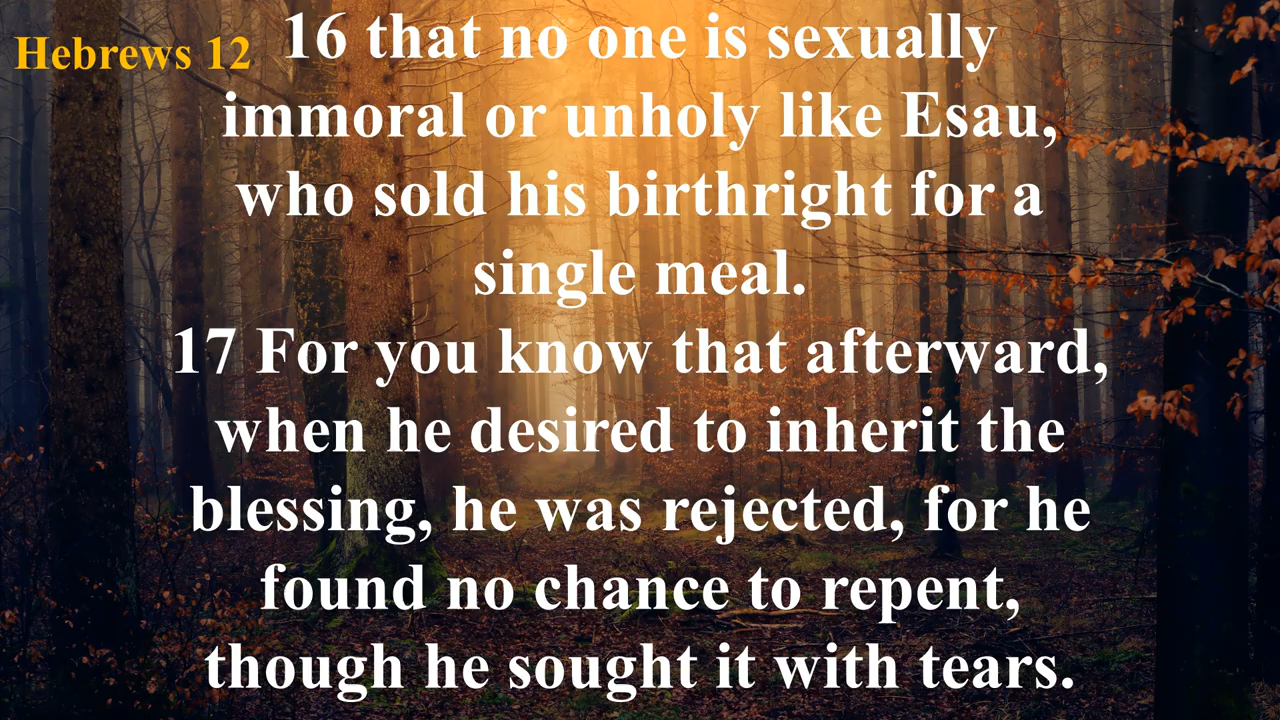 Hebrews 12
16 that no one is sexually
immoral or unholy like Esau,
who sold his birthright for a
single meal.
17 For you know that afterward,
when he desired to inherit the
blessing, he was rejected, for he
found no chance to repent,
though he sought it with tears.